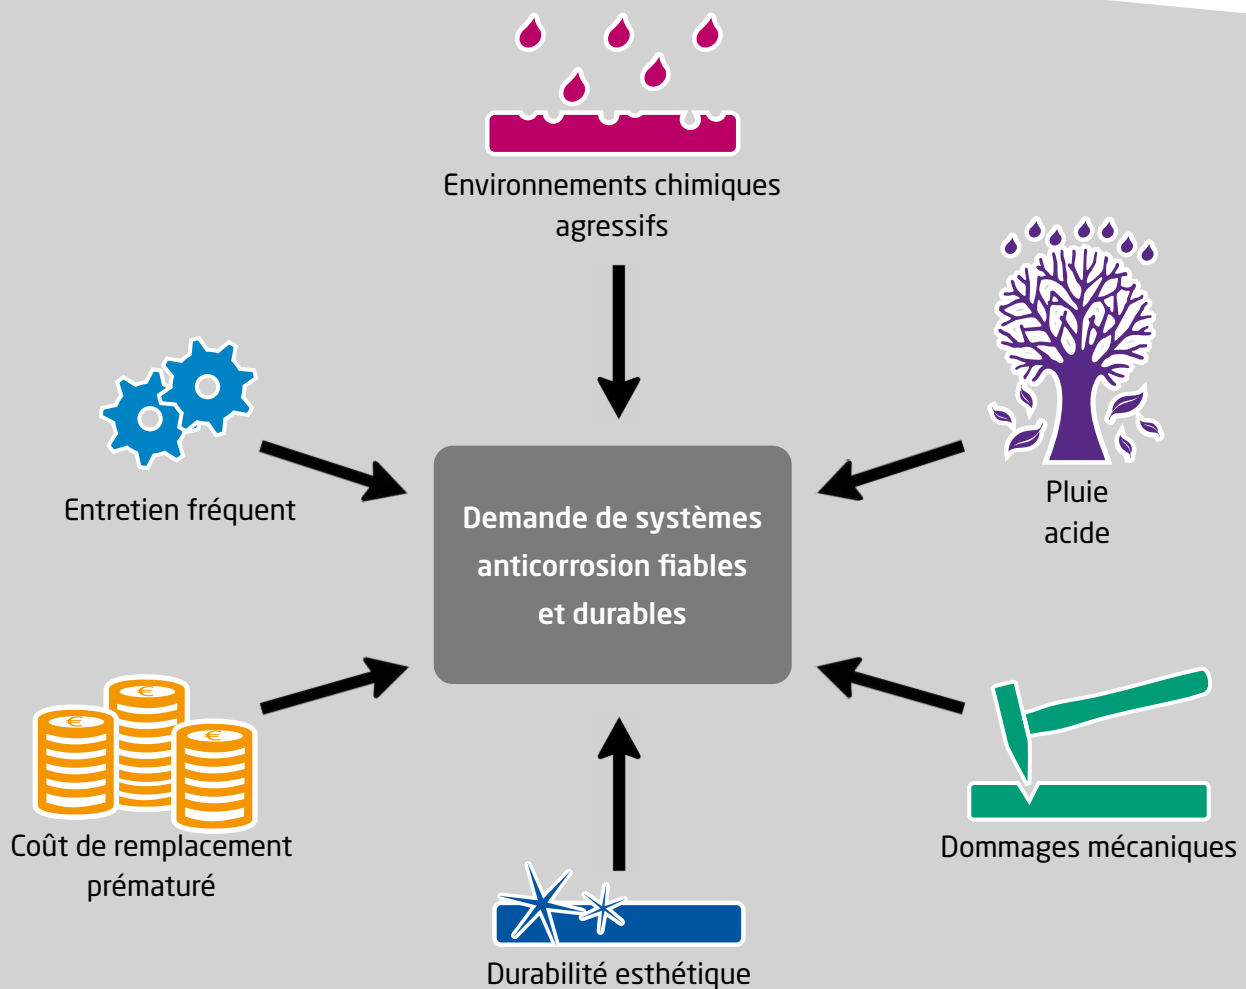 Environnements chimiques
agressifs
Entretien fréquent
Pluie
acide
Demande de systèmes
anticorrosion fiables
et durables
€
€
€
Coût de remplacement
prématuré
Dommages mécaniques
Durabilité esthétique